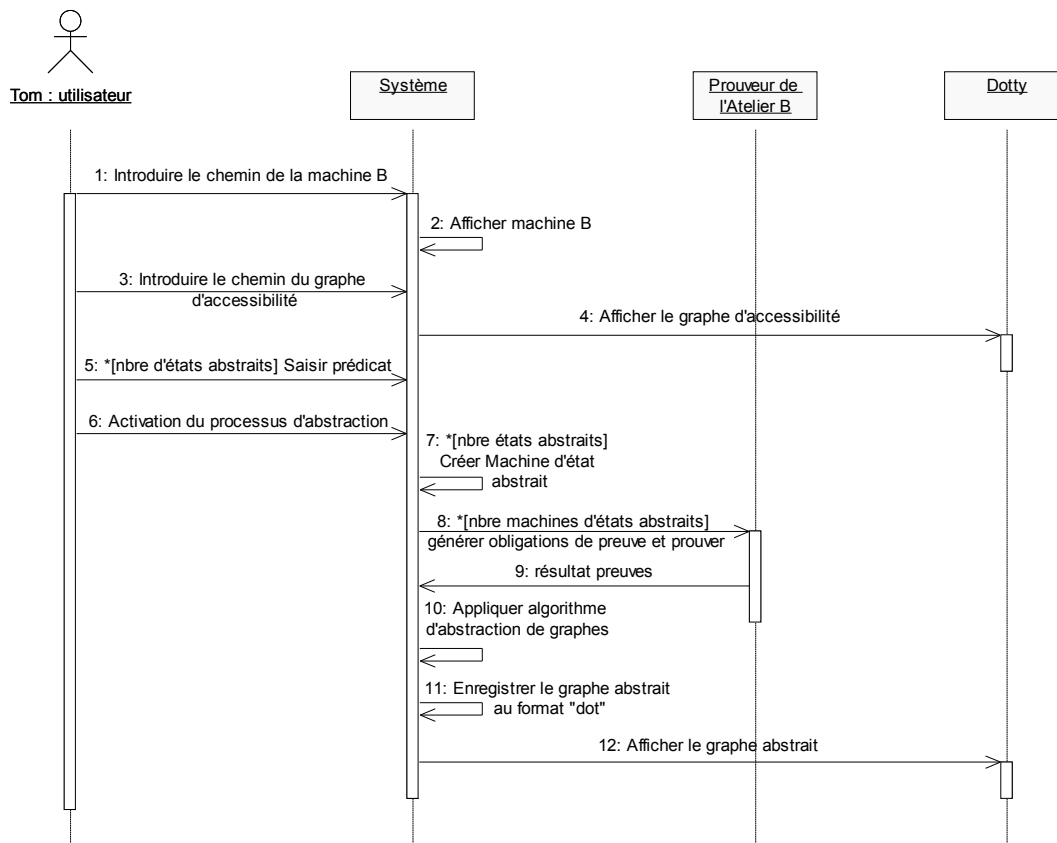 Tom : utilisateur
Système
Prouveur de
l'Atelier B
Dotty
1: Introduire le chemin de la machine B
2: Afficher machine B
3: Introduire le chemin du graphe
d'accessibilité
4: Afficher le graphe d'accessibilité
5: *[nbre d'états abstraits] Saisir prédicat
6: Activation du processus d'abstraction
7: *[nbre états abstraits]
Créer Machine d'état
abstrait
8: *[nbre machines d'états abstraits]
générer obligations de preuve et prouver
9: résultat preuves
10: Appliquer algorithme
d'abstraction de graphes
11: Enregistrer le graphe abstrait
au format "dot"
12: Afficher le graphe abstrait